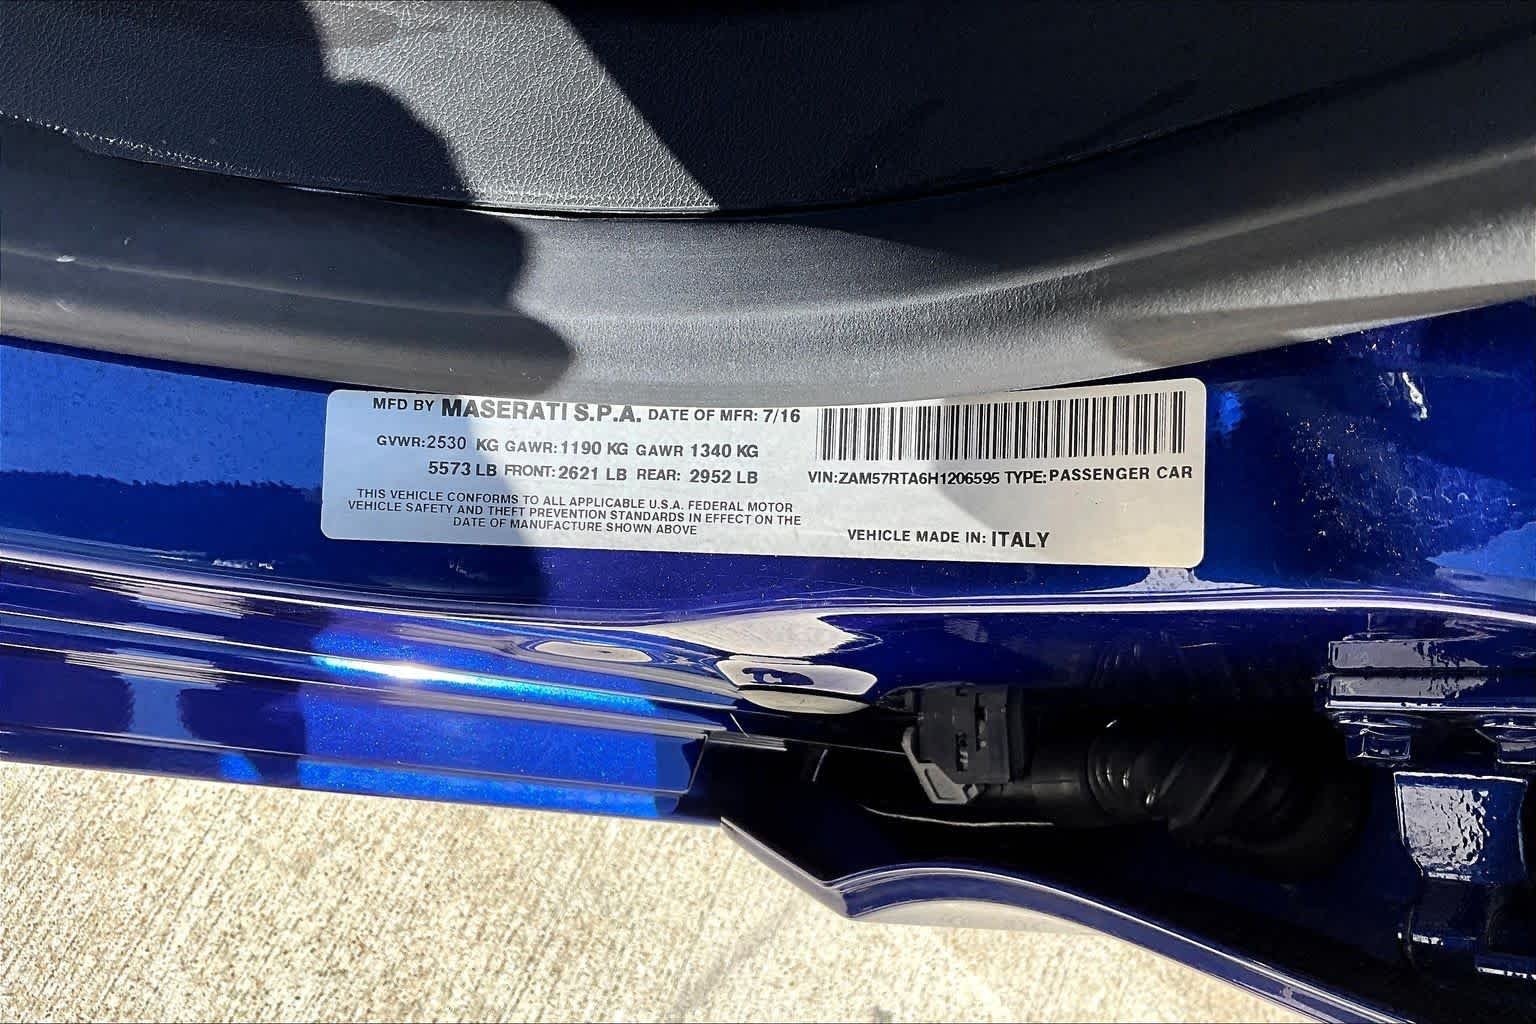 MFD BY MASERATI S.P.A. DATE OF MFR: 7/16
GVWR:2530 KG GAWR:1190 KG GAWR 1340 KG
5573 LB FRONT:2621 LB REAR: 2952 LB
THIS VEHICLE CONFORMS TO ALL APPLICABLE U.S.A. FEDERAL MOTOR
VEHICLE SAFETY AND THEFT PREVENTION STANDARDS IN EFFECT ON THE
DATE OF MANUFACTURE SHOWN ABOVE
VIN:ZAM57RTA6H1206595 TYPE:PASSENGER CAR
VEHICLE MADE IN: ITALY